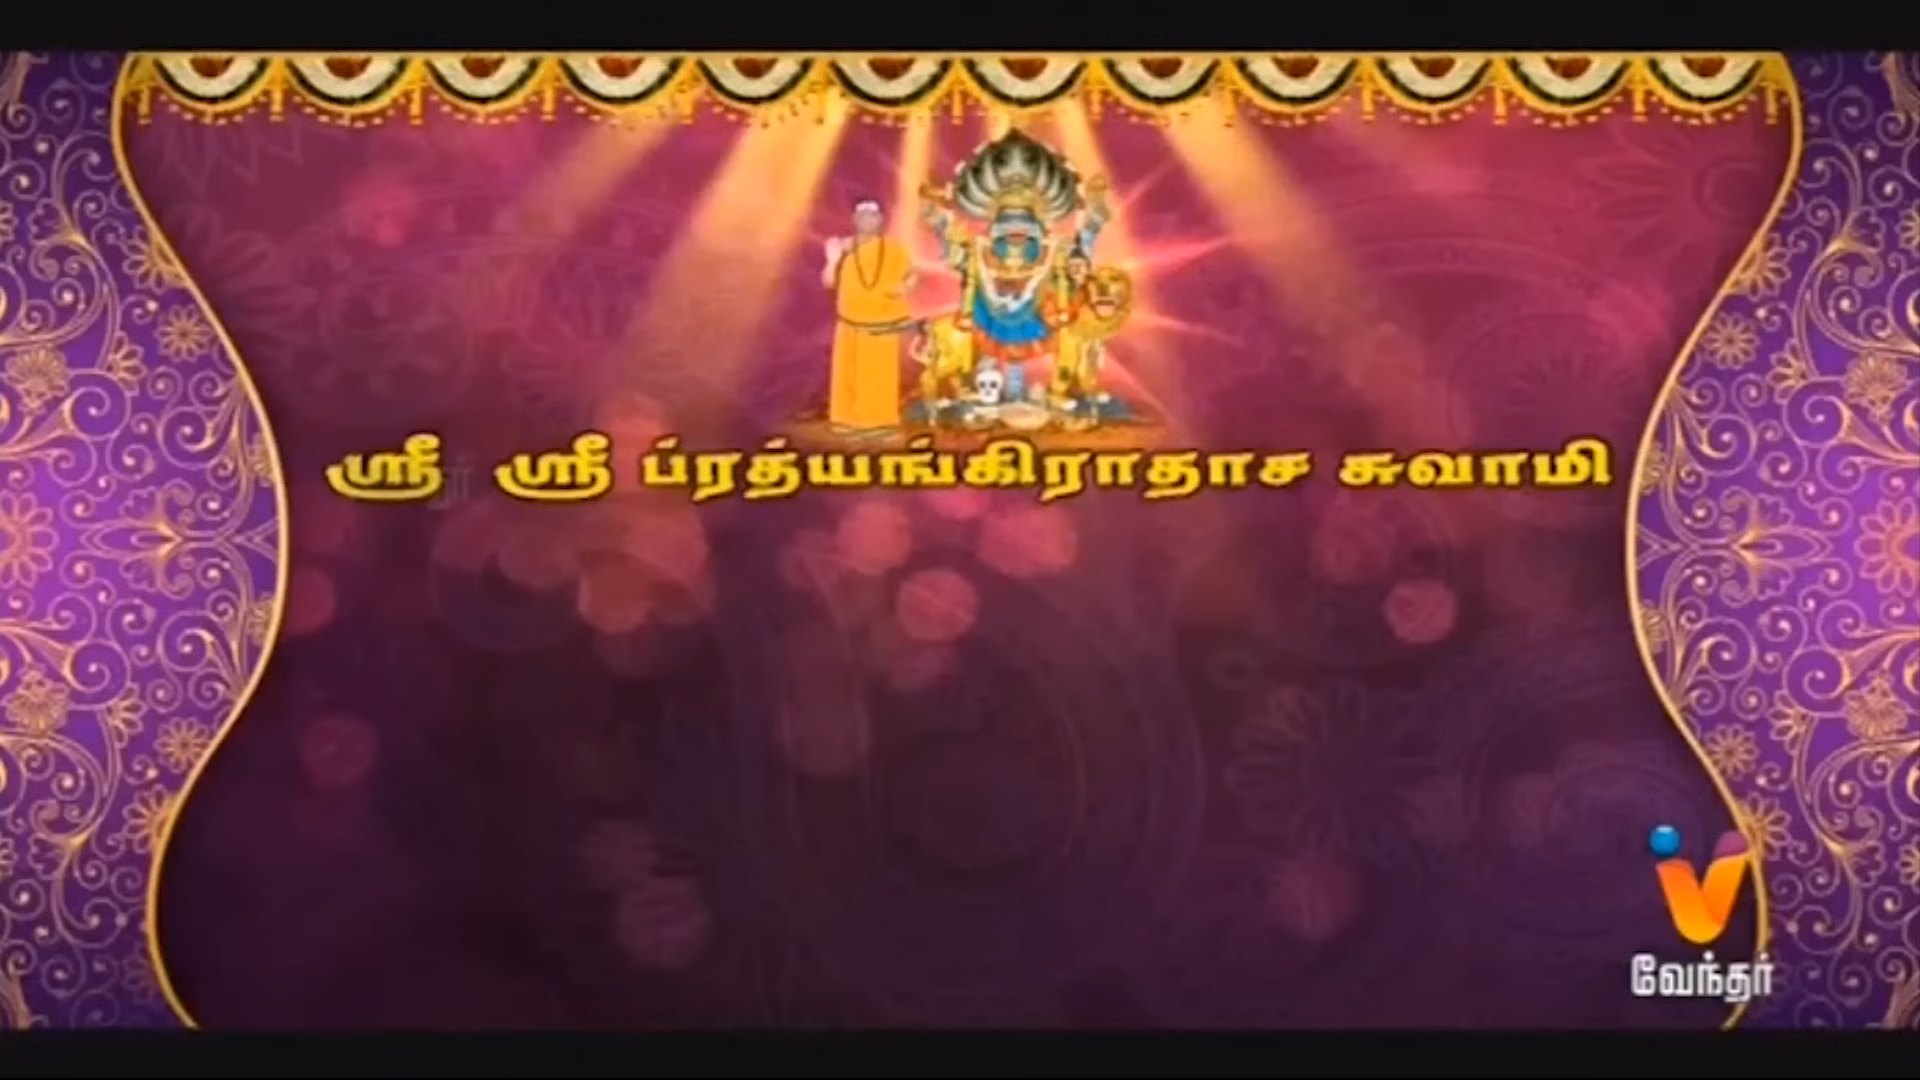 ஸ்ரீ ஸ்ரீ ப்ரத்யங்கிராதாச சுவாமி
வேந்தர்